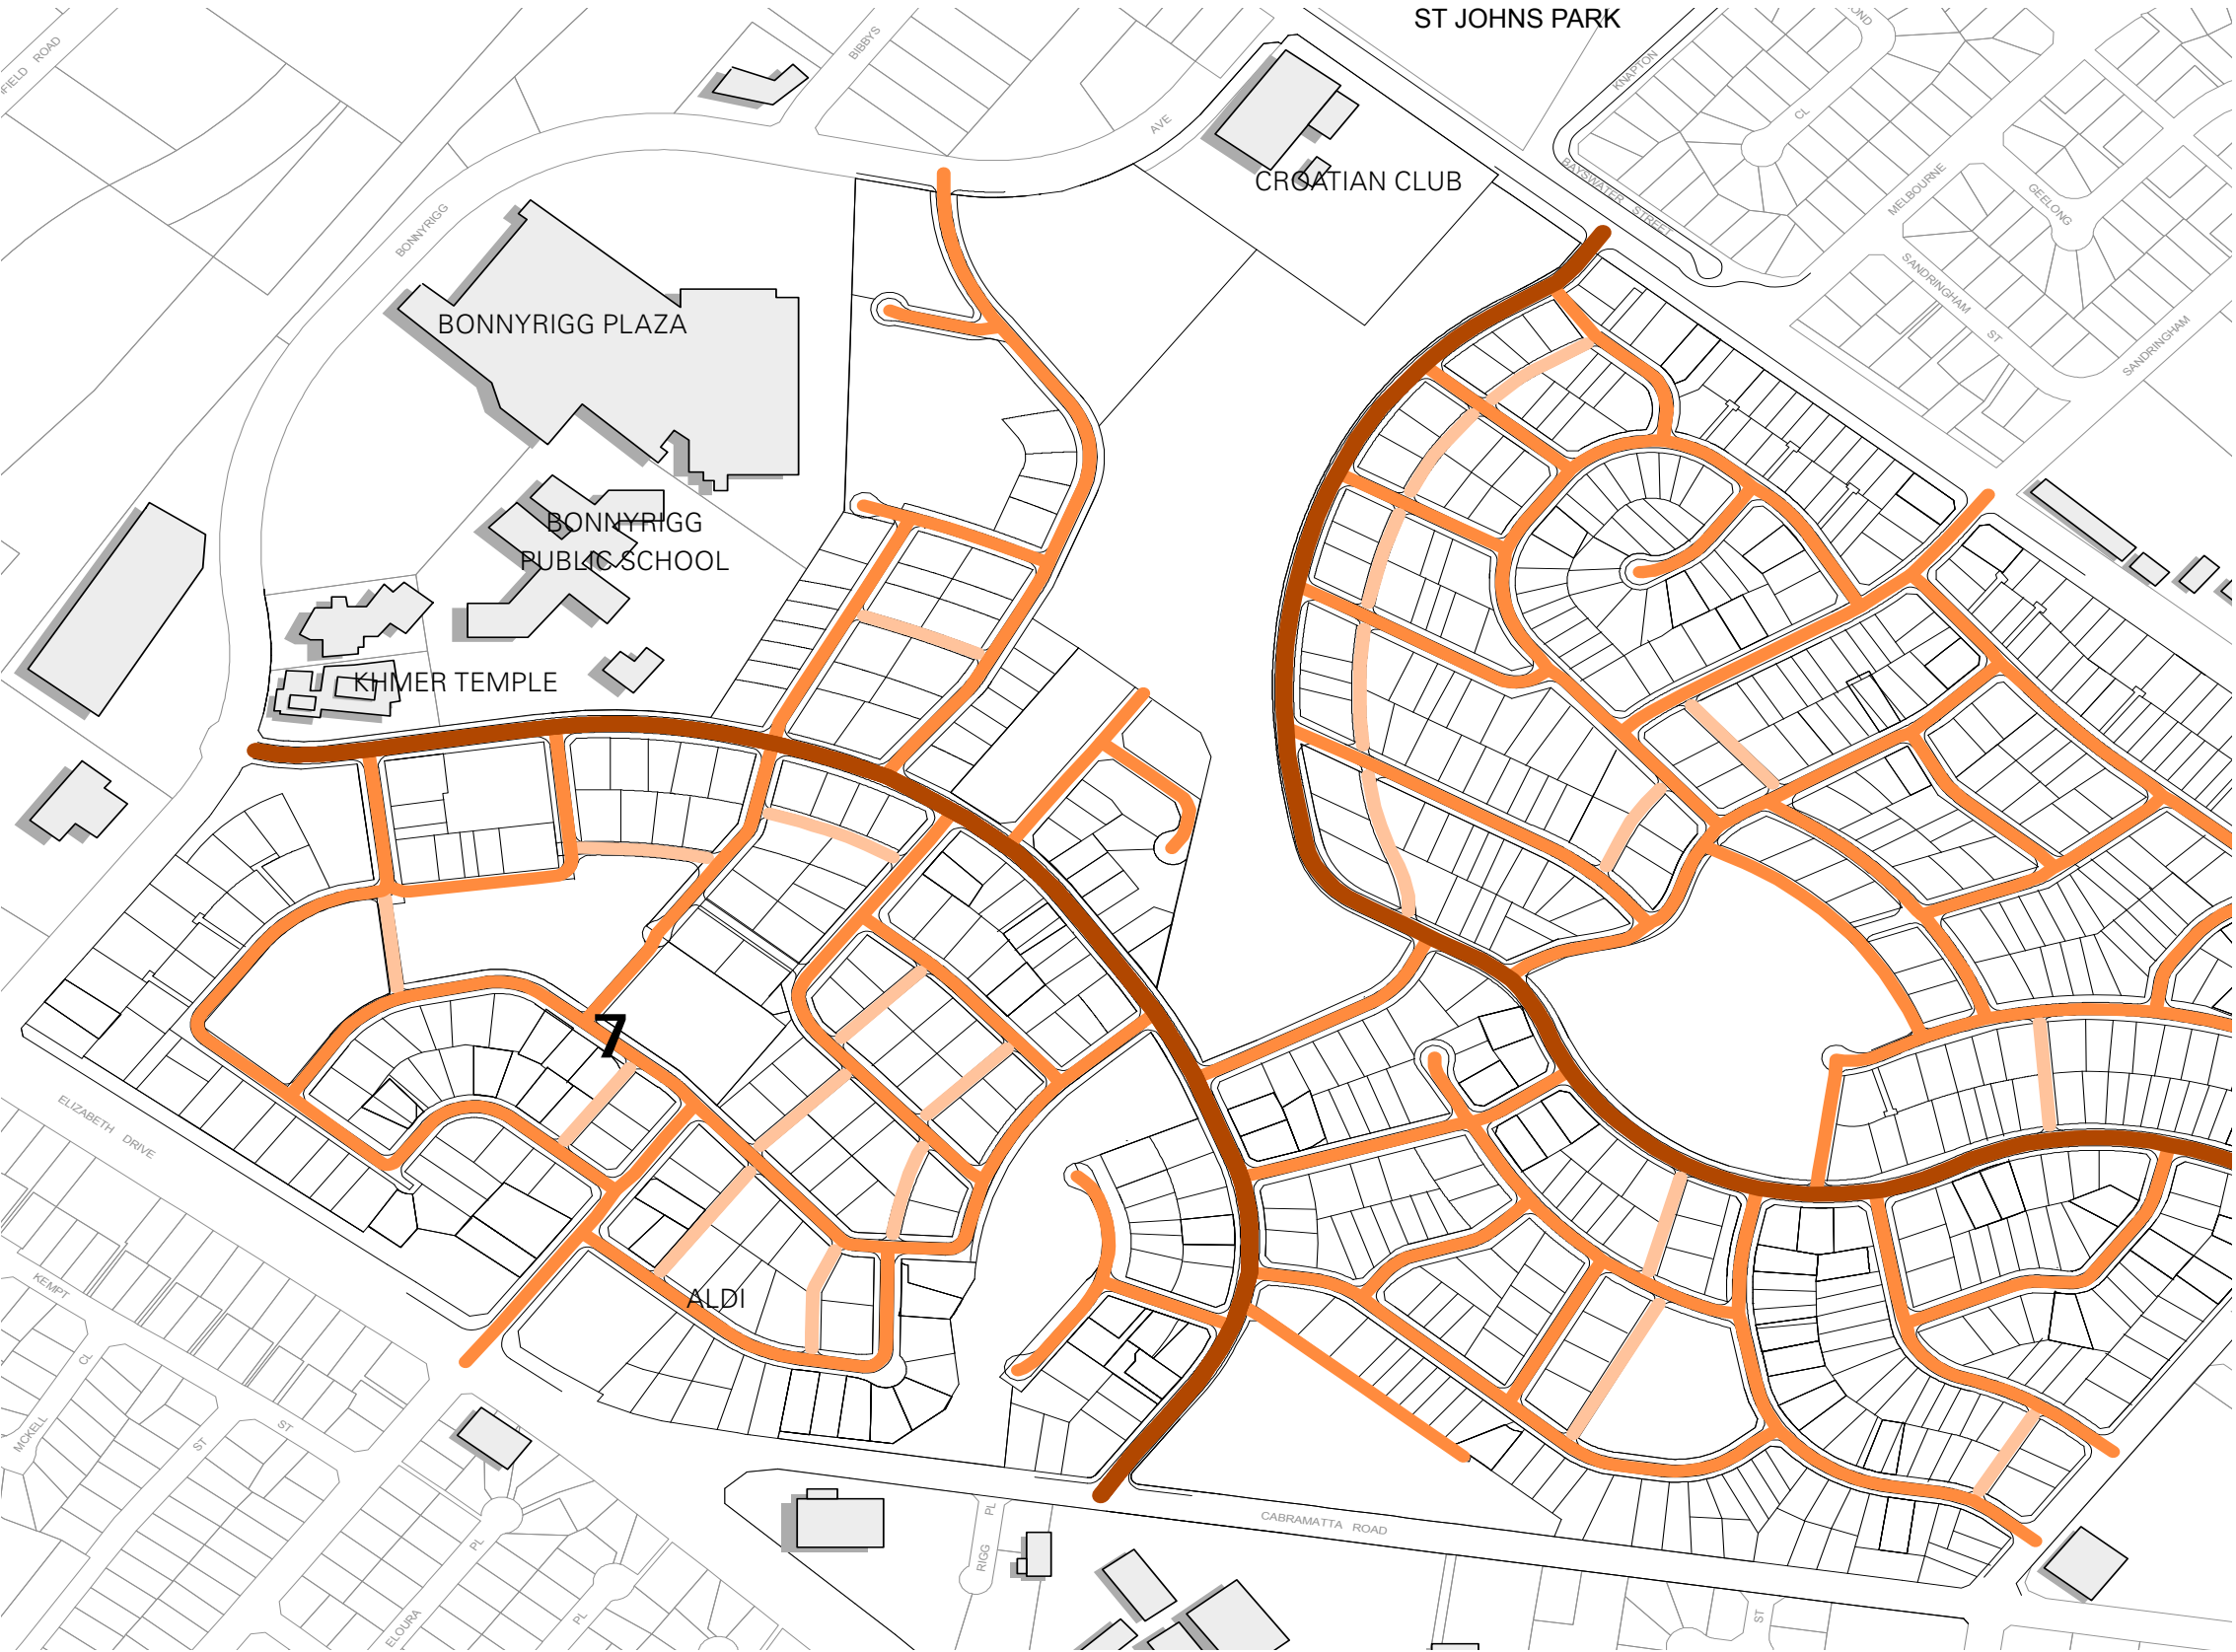 ST JOHNS PARK
BIBBYS
KNAPTON
CL
AVE
CROATIAN CLUB
BAYSWATER STREET
MELBOURNE
GEELONG
BONNYRIGG
SANDRINGHAM ST
SANDRINGHAM
BONNYRIGG PLAZA
BONNYRIGG
PUBLIC SCHOOL
KHMER TEMPLE
7
ELIZABETH DRIVE
KEMPT
ST
ALDI
CL
MCKELL
ST
CABRAMATTA ROAD
RIGG PL
PL
PL
ELOURA
ST